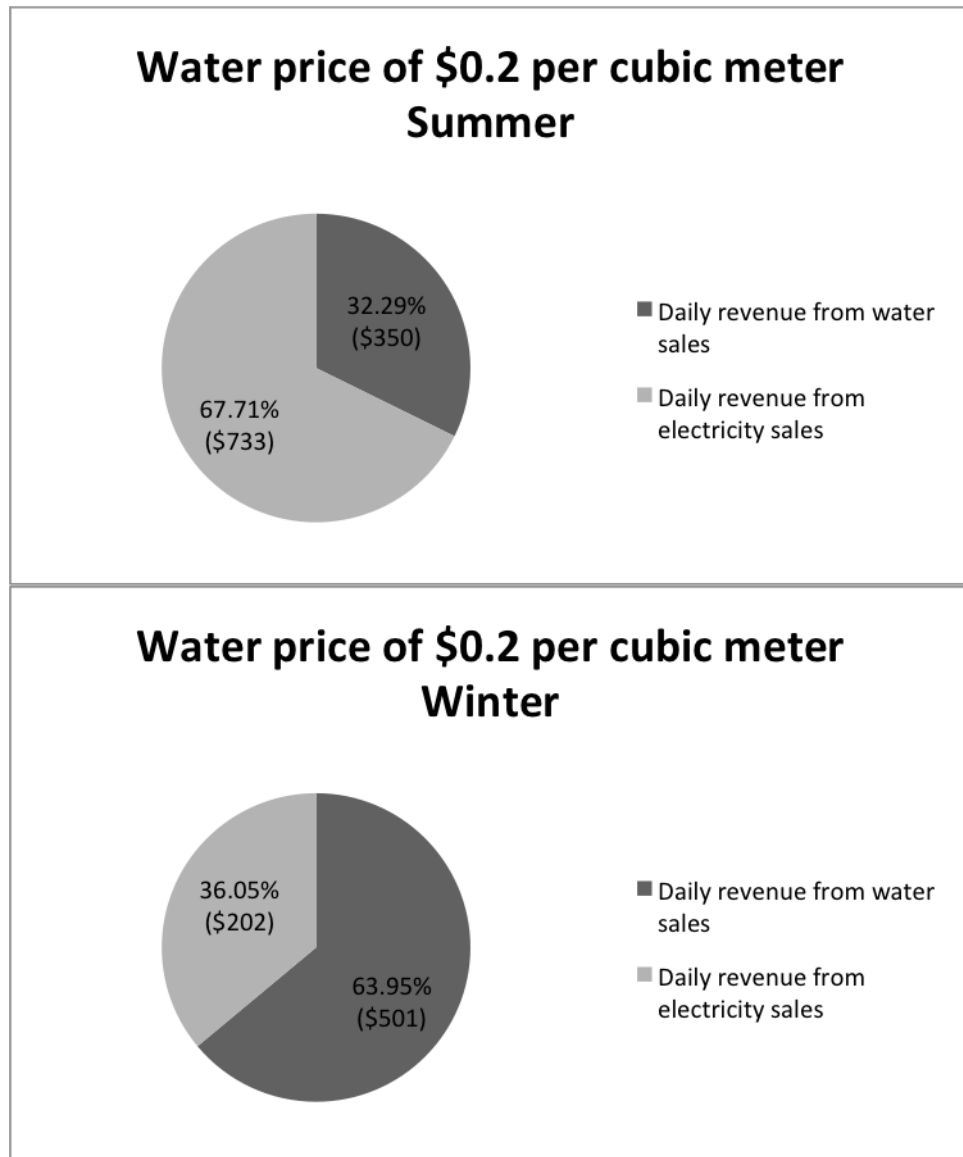 Water price of $0.2 per cubic meter
Summer
32.29%
($350)
67.71%
($733)
Daily revenue from water
sales
Daily revenue from
electricity sales
Water price of $0.2 per cubic meter
Winter
36.05%
($202)
63.95%
($501)
Daily revenue from water
sales
Daily revenue from
electricity sales